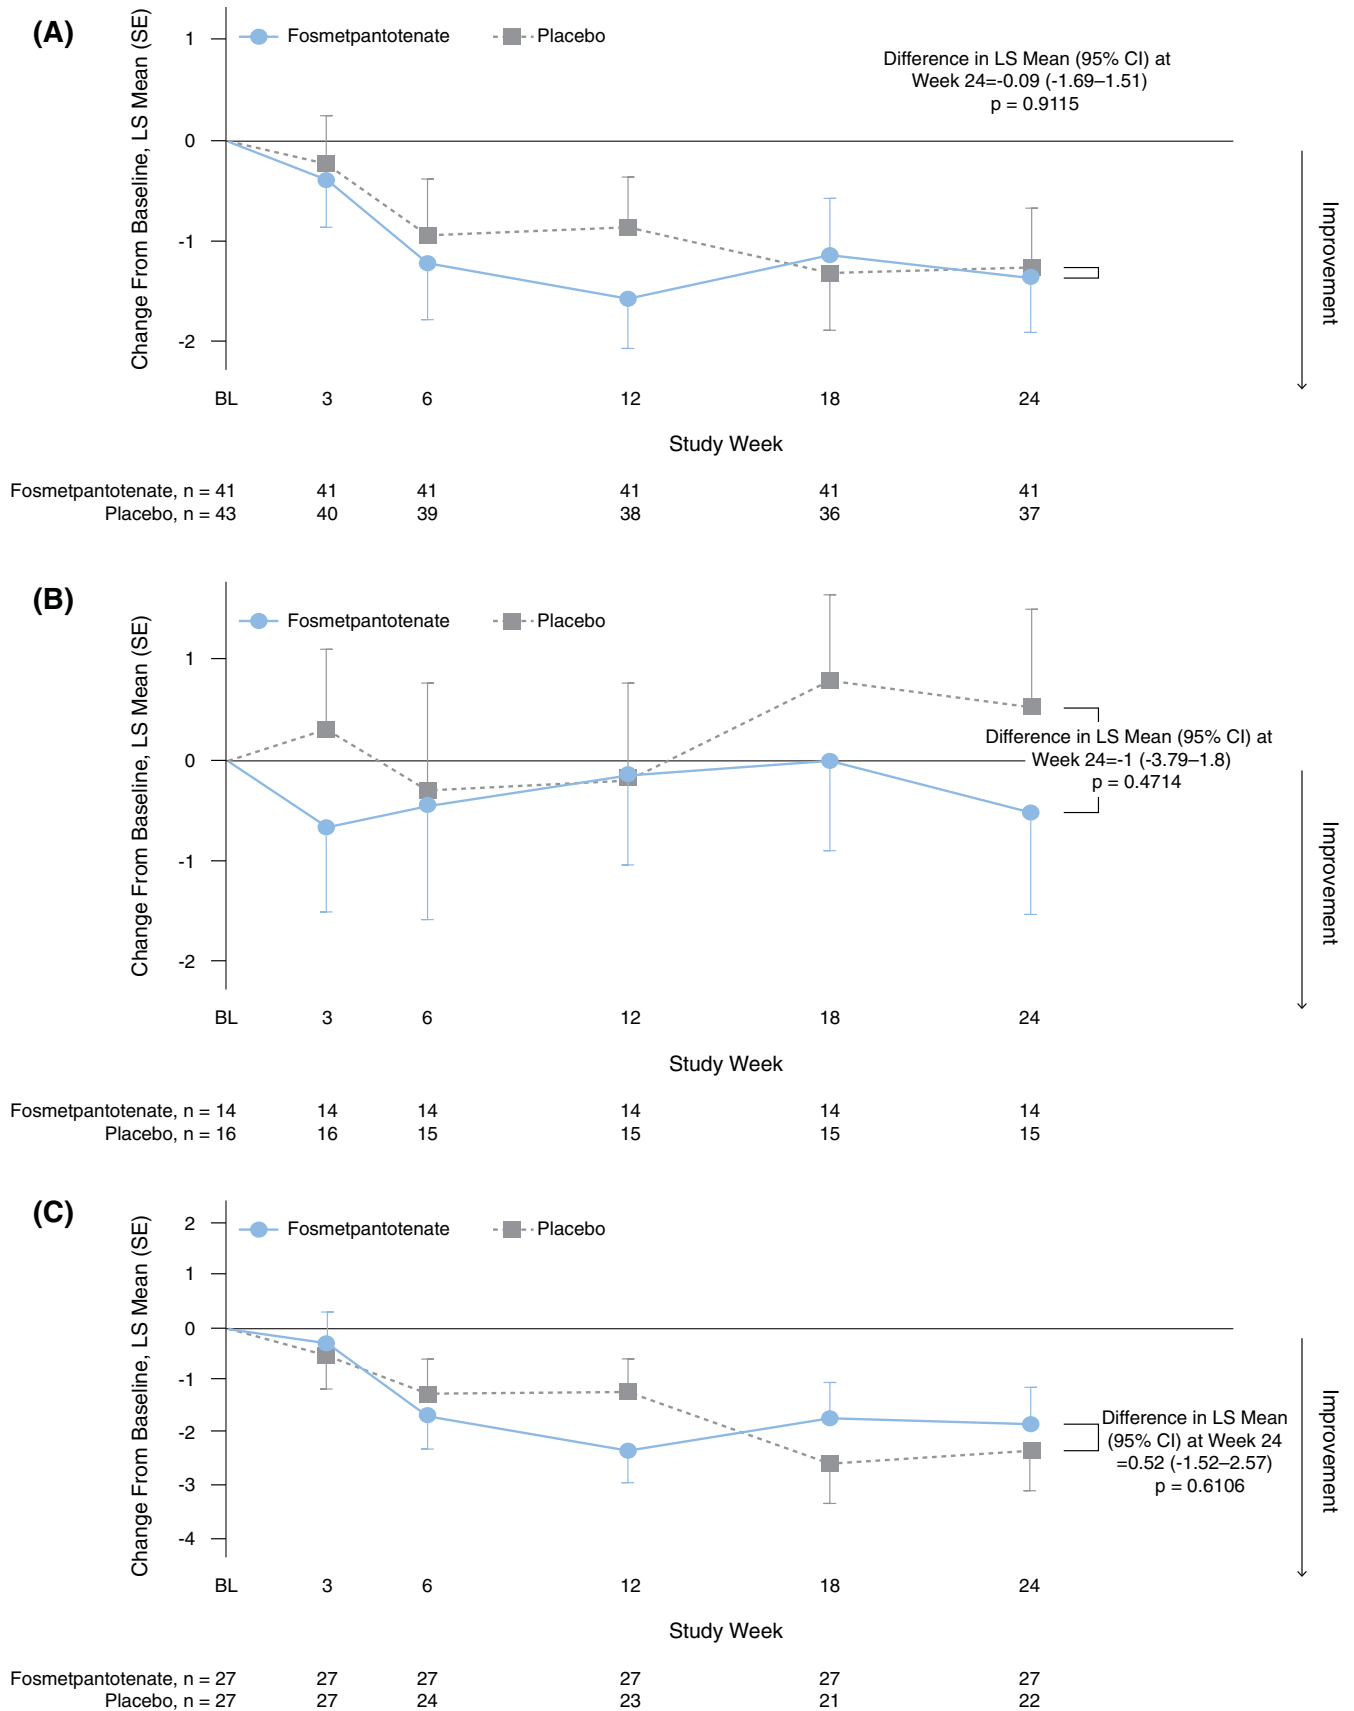 (A)
Change From Baseline, LS Mean (SE)
Fosmetpantotenate
Placebo
Difference in LS Mean (95% CI) at
Week 24=-0.09 (-1.69–1.51)
p = 0.9115
1
0
-1
-2
Improvement
BL 3 6 12 18 24
Study Week
Fosmetpantotenate, n = 41 41 41 41 41 41
Placebo, n = 43 40 39 38 36 37
(B)
Change From Baseline, LS Mean (SE)
Fosmetpantotenate
Placebo
1
0
-1
-2
Difference in LS Mean (95% CI) at
Week 24=-1 (-3.79–1.8)
p = 0.4714
Improvement
BL 3 6 12 18 24
Study Week
Fosmetpantotenate, n = 14 14 14 14 14 14
Placebo, n = 16 16 15 15 15 15
(C)
Change From Baseline, LS Mean (SE)
Fosmetpantotenate
Placebo
2
1
0
-1
-2
-3
-4
Difference in LS Mean
(95% CI) at Week 24
=0.52 (-1.52–2.57)
p = 0.6106
Improvement
BL 3 6 12 18 24
Study Week
Fosmetpantotenate, n = 27 27 27 27 27 27
Placebo, n = 27 27 24 23 21 22